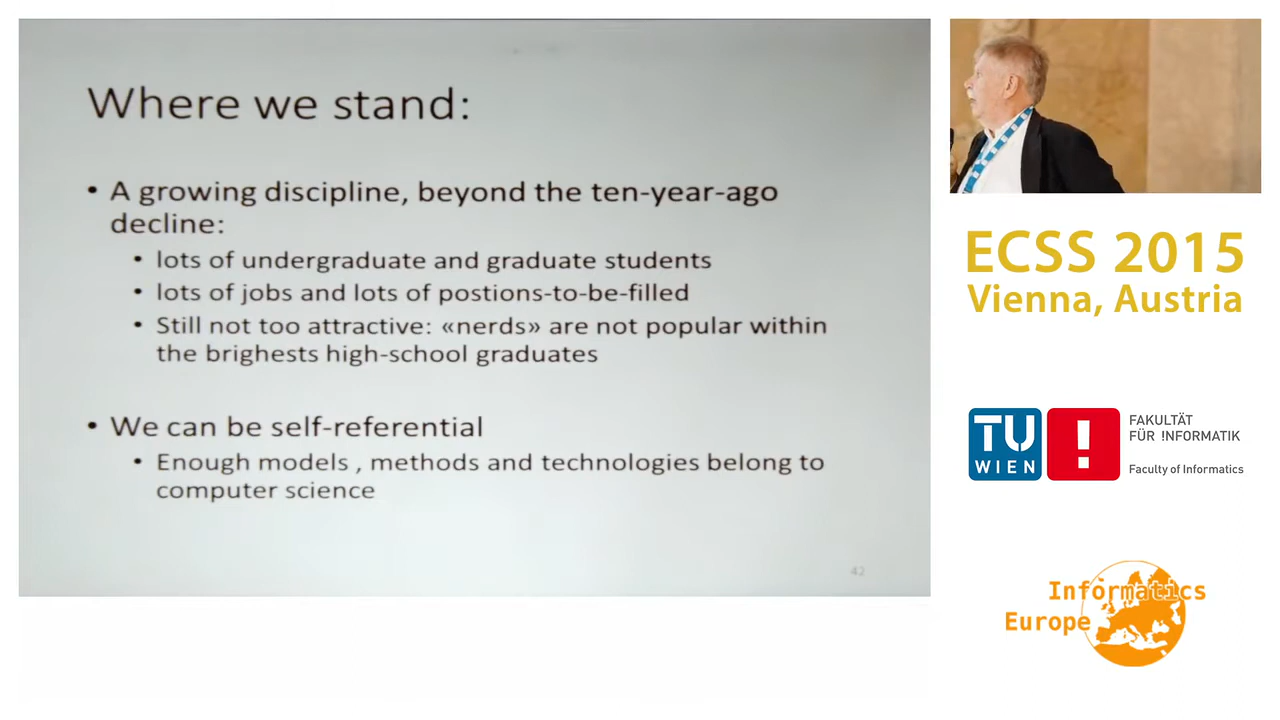 Where we stand:
• A growing discipline, beyond the ten-year-ago
decline:
• lots of undergraduate and graduate students
• lots of jobs and lots of postions-to-be-filled
• Still not too attractive: «nerds» are not popular within
the brighests high-school graduates
• We can be self-referential
• Enough models , methods and technologies belong to
computer science
42
ECSS 2015
Vienna, Austria
TU
WIEN
!
FAKULTÄT
FÜR !NFORMATIK
Faculty of Informatics
Informatics
Europe